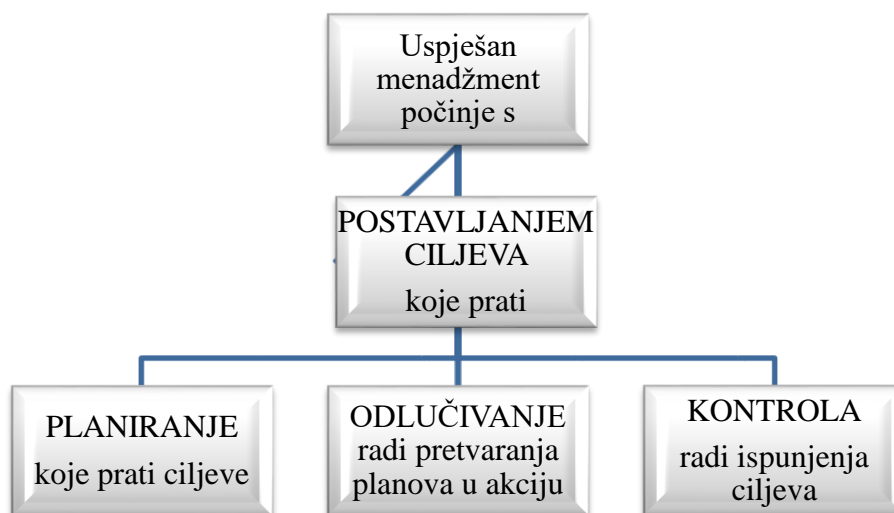 Uspješan
menadžment
počinje s
POSTAVLJANJEM
CILJEVA
koje prati
PLANIRANJE
koje prati ciljeve
ODLUČIVANJE
radi pretvaranja
planova u akciju
KONTROLA
radi ispunjenja
ciljeva